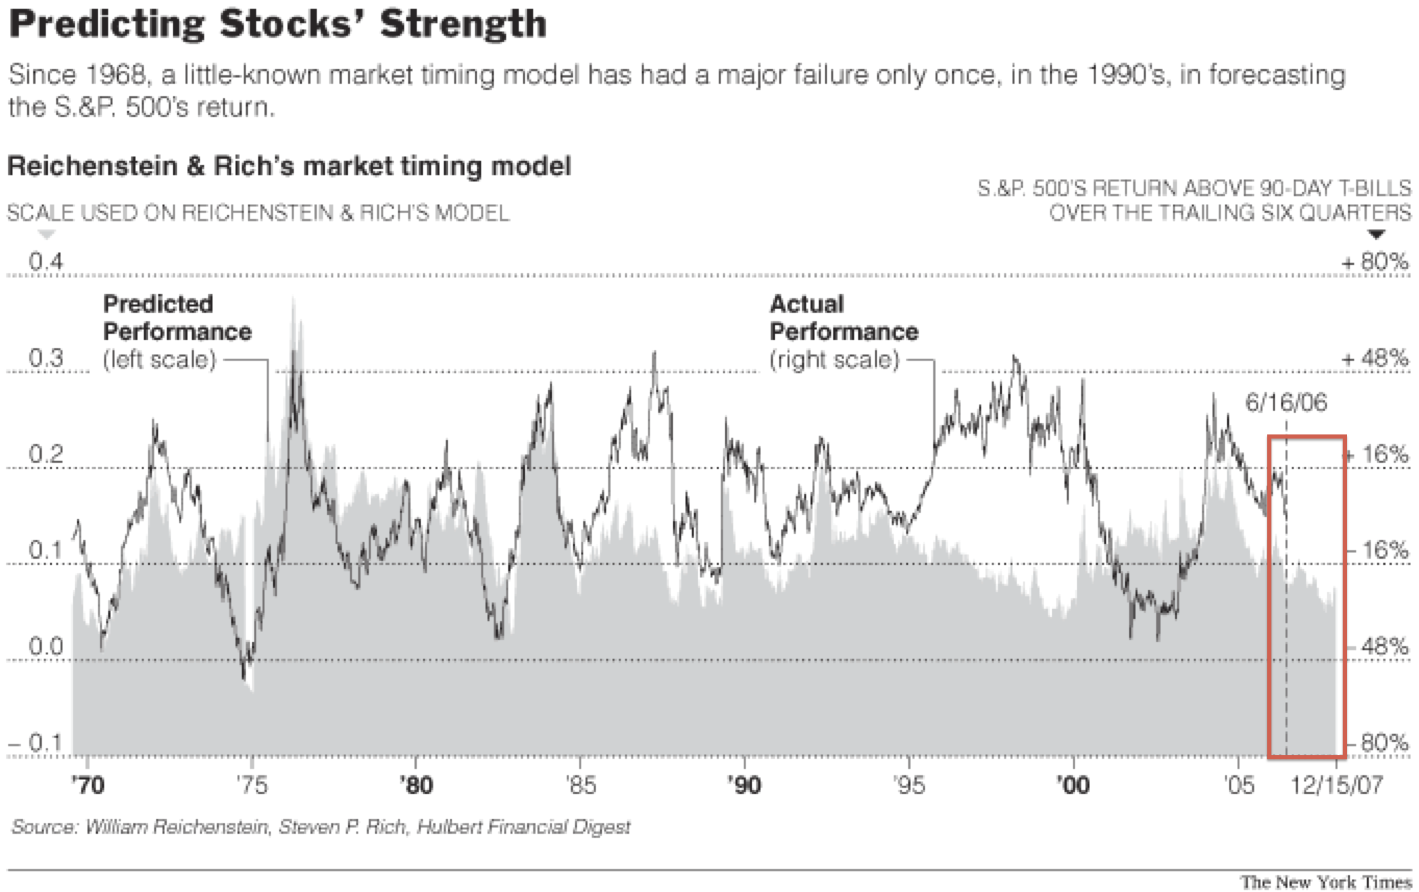 Predicting Stocks' Strength
Since 1968, a little-known market timing model has had a major failure only once, in the 1990's, in forecasting
the S.&P. 500's return.
Reichenstein & Rich's market timing model
S.&P. 500'S RETURN ABOVE 90-DAY T-BILLS
SCALE USED ON REICHENSTEIN & RICH'S MODEL
OVER THE TRAILING SIX QUARTERS
0.4
+ 80%
Predicted
Performance
(left scale)
Actual
Performance
(right scale)
0.3
+ 48%
6/16/06
0.2
+ 16%
0.1
– 16%
0.0
– 48%
– 0.1
– 80%
'70
'75
'80
'85
'90
'95
'00
'05
12/15/07
Source: William Reichenstein, Steven P. Rich, Hulbert Financial Digest
The New York Times